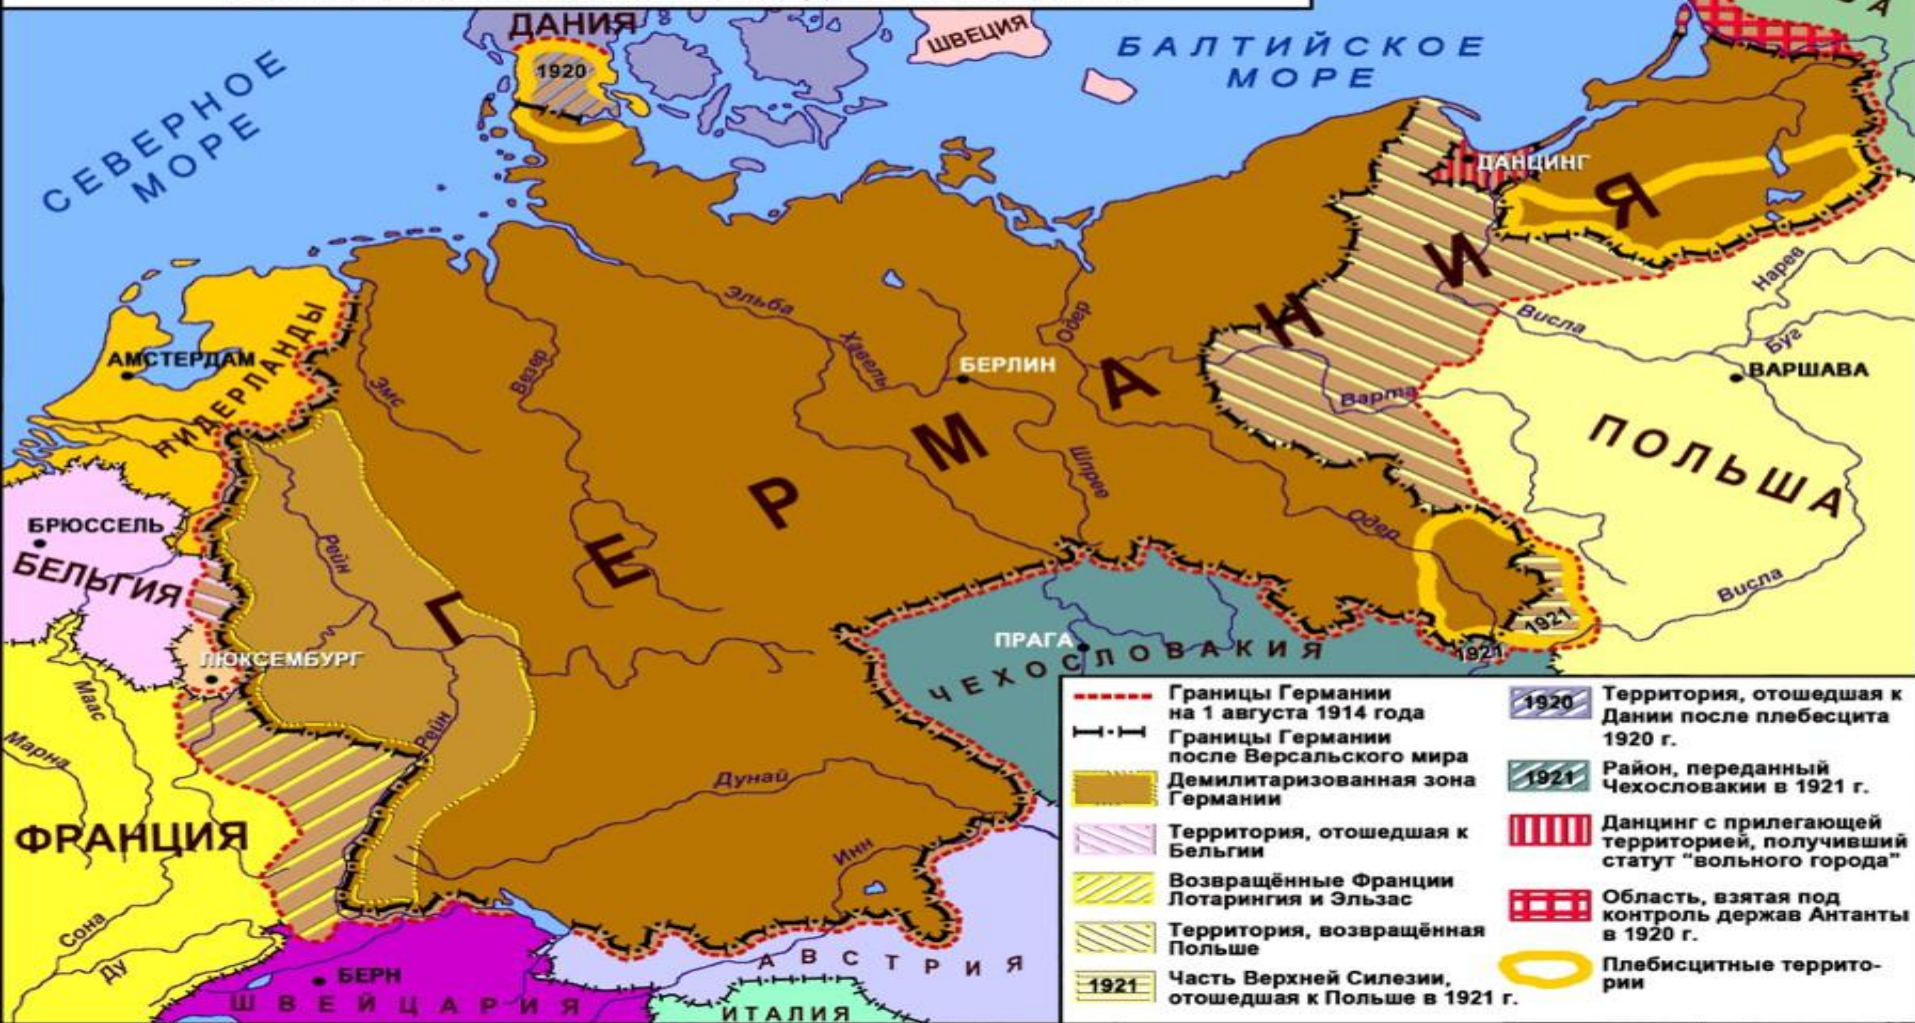 ДАНИЯ
ШВЕЦИЯ
БАЛТИЙСКОЕ
МОРЕ
1920
СЕВЕРНОЕ
МОРЕ
ДАНЦИНГ
ГЕРМАНИЯ
Нарев
Висла
Буг
Эльба
Хавель
Одер
АМСТЕРДАМ
НИДЕРЛАНДЫ
Эмс
Везер
БЕРЛИН
Варта
ВАРШАВА
ПОЛЬША
Шпрее
Одер
БРЮССЕЛЬ
БЕЛЬГИЯ
Рейн
Висла
1921
1921
ПРАГА
ЧЕХОСЛОВАКИЯ
ЛЮКСЕМБУРГ
Маас
Марна
Рейн
Дунай
ФРАНЦИЯ
Инн
Сона
Ду
БЕРН
ШВЕЙЦАРИЯ
АВСТРИЯ
ИТАЛИЯ
Границы Германии
на 1 августа 1914 года
Границы Германии
после Версальского мира
Демилитаризованная зона
Германии
Территория, отошедшая к
Бельгии
Возвращённые Франции
Лотарингия и Эльзас
Территория, возвращённая
Польше
1921
Часть Верхней Силезии,
отошедшая к Польше в 1921 г.
1920
Территория, отошедшая к
Дании после плебесцита
1920 г.
1921
Район, переданный
Чехословакии в 1921 г.
Данцинг с прилегающей
территорией, получивший
статут "вольного города"
Область, взятая под
контроль держав Антанты
в 1920 г.
Плебисцитные террито-
рии